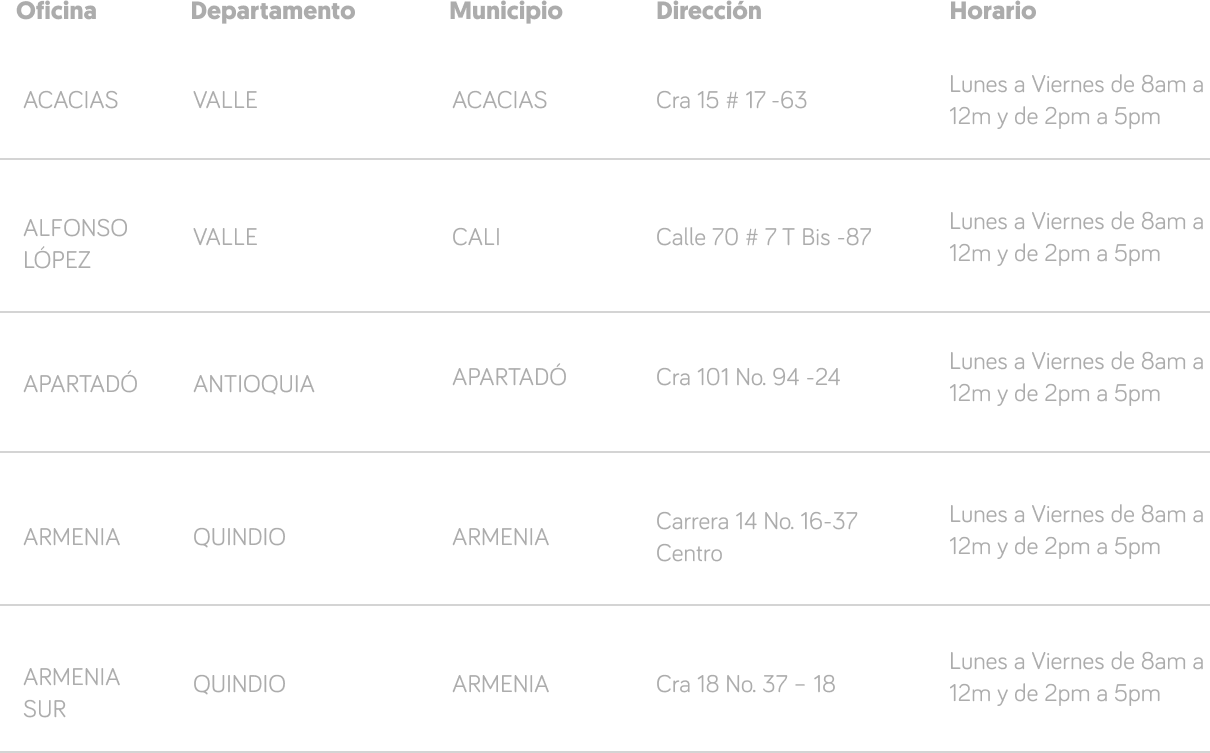 Oficina Departamento Municipio Dirección Horario
ACACIAS VALLE ACACIAS Cra 15 # 17 -63 Lunes a Viernes de 8am a
12m y de 2pm a 5pm
ALFONSO
LÓPEZ VALLE CALI Calle 70 # 7 T Bis -87 Lunes a Viernes de 8am a
12m y de 2pm a 5pm
APARTADÓ ANTIOQUIA APARTADÓ Cra 101 No. 94 -24 Lunes a Viernes de 8am a
12m y de 2pm a 5pm
ARMENIA QUINDIO ARMENIA Carrera 14 No. 16-37
Centro Lunes a Viernes de 8am a
12m y de 2pm a 5pm
ARMENIA
SUR QUINDIO ARMENIA Cra 18 No. 37 – 18 Lunes a Viernes de 8am a
12m y de 2pm a 5pm